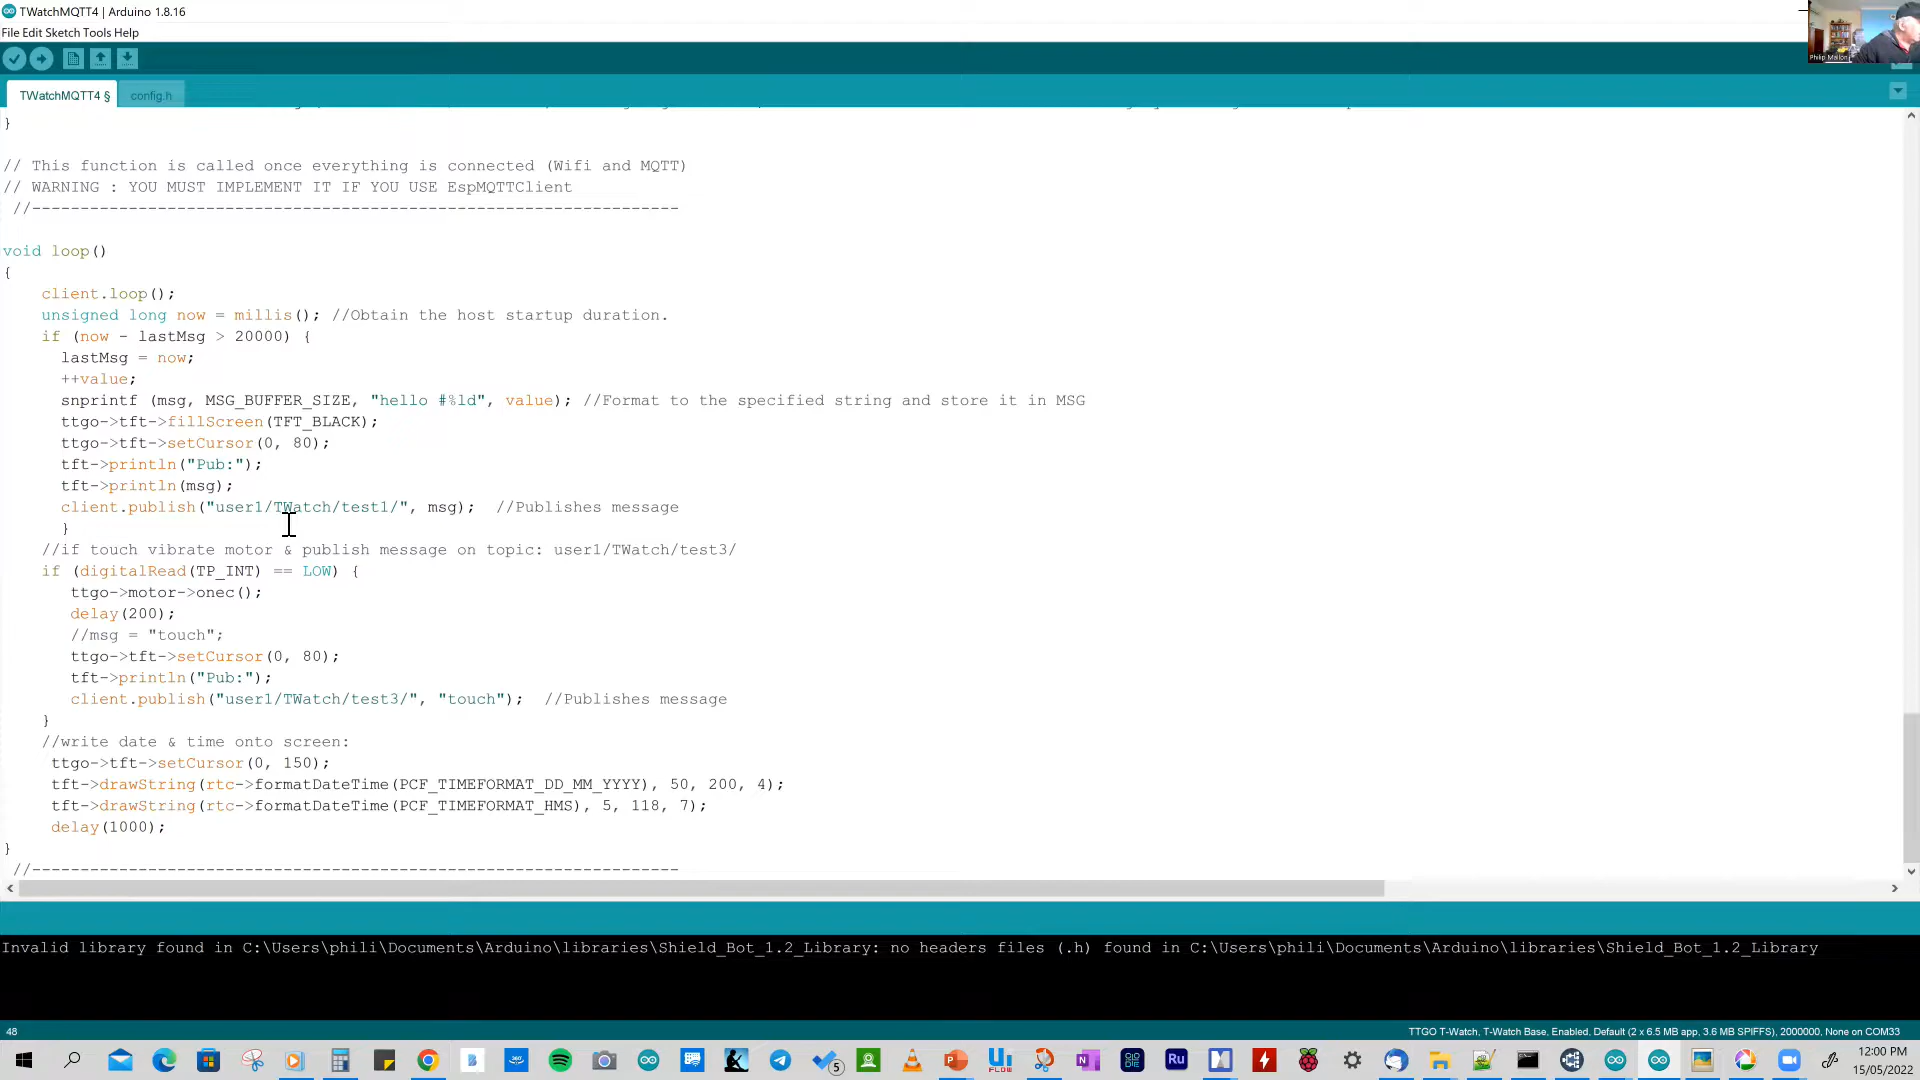 TWatchMQTT4 | Arduino 1.8.16
File Edit Sketch Tools Help
Philip Mallon
TWatchMQTT4 §
config.h
}
// This function is called once everything is connected (Wifi and MQTT)
// WARNING : YOU MUST IMPLEMENT IT IF YOU USE EspMQTTClient
//-------------------------------------------------------------------
void loop()
{
client.loop();
unsigned long now = millis(); //Obtain the host startup duration.
if (now - lastMsg > 20000) {
lastMsg = now;
++value;
snprintf (msg, MSG_BUFFER_SIZE, "hello #%ld", value); //Format to the specified string and store it in MSG
ttgo->tft->fillScreen(TFT_BLACK);
ttgo->tft->setCursor(0, 80);
tft->println("Pub:");
tft->println(msg);
client.publish("user1/TWatch/test1/", msg);  //Publishes message
}
//if touch vibrate motor & publish message on topic: user1/TWatch/test3/
if (digitalRead(TP_INT) == LOW) {
ttgo->motor->onec();
delay(200);
//msg = "touch";
ttgo->tft->setCursor(0, 80);
tft->println("Pub:");
client.publish("user1/TWatch/test3/", "touch");  //Publishes message
}
//write date & time onto screen:
ttgo->tft->setCursor(0, 150);
tft->drawString(rtc->formatDateTime(PCF_TIMEFORMAT_DD_MM_YYYY), 50, 200, 4);
tft->drawString(rtc->formatDateTime(PCF_TIMEFORMAT_HMS), 5, 118, 7);
delay(1000);
}
//-------------------------------------------------------------------
Invalid library found in C:\Users\phili\Documents\Arduino\libraries\Shield_Bot_1.2_Library: no headers files (.h) found in C:\Users\phili\Documents\Arduino\libraries\Shield_Bot_1.2_Library
48
TTGO T-Watch, T-Watch Base, Enabled, Default (2 x 6.5 MB app, 3.6 MB SPIFFS), 2000000, None on COM33
12:00 PM
15/05/2022